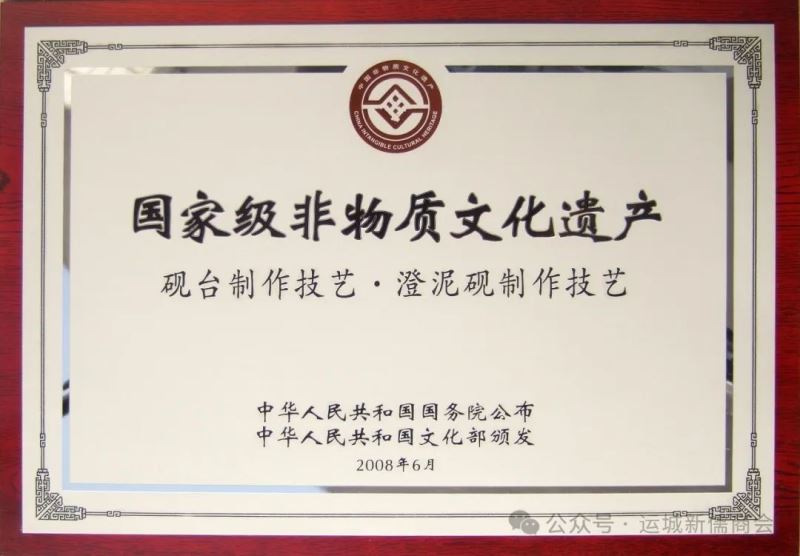 中国非物质文化遗产
CHINA INTANGIBLE CULTURAL HERITAGE
国家级非物质文化遗产
砚台制作技艺·澄泥砚制作技艺
中华人民共和国国务院公布
中华人民共和国文化部颁发
2008年6月
公众号·运城新儒商会